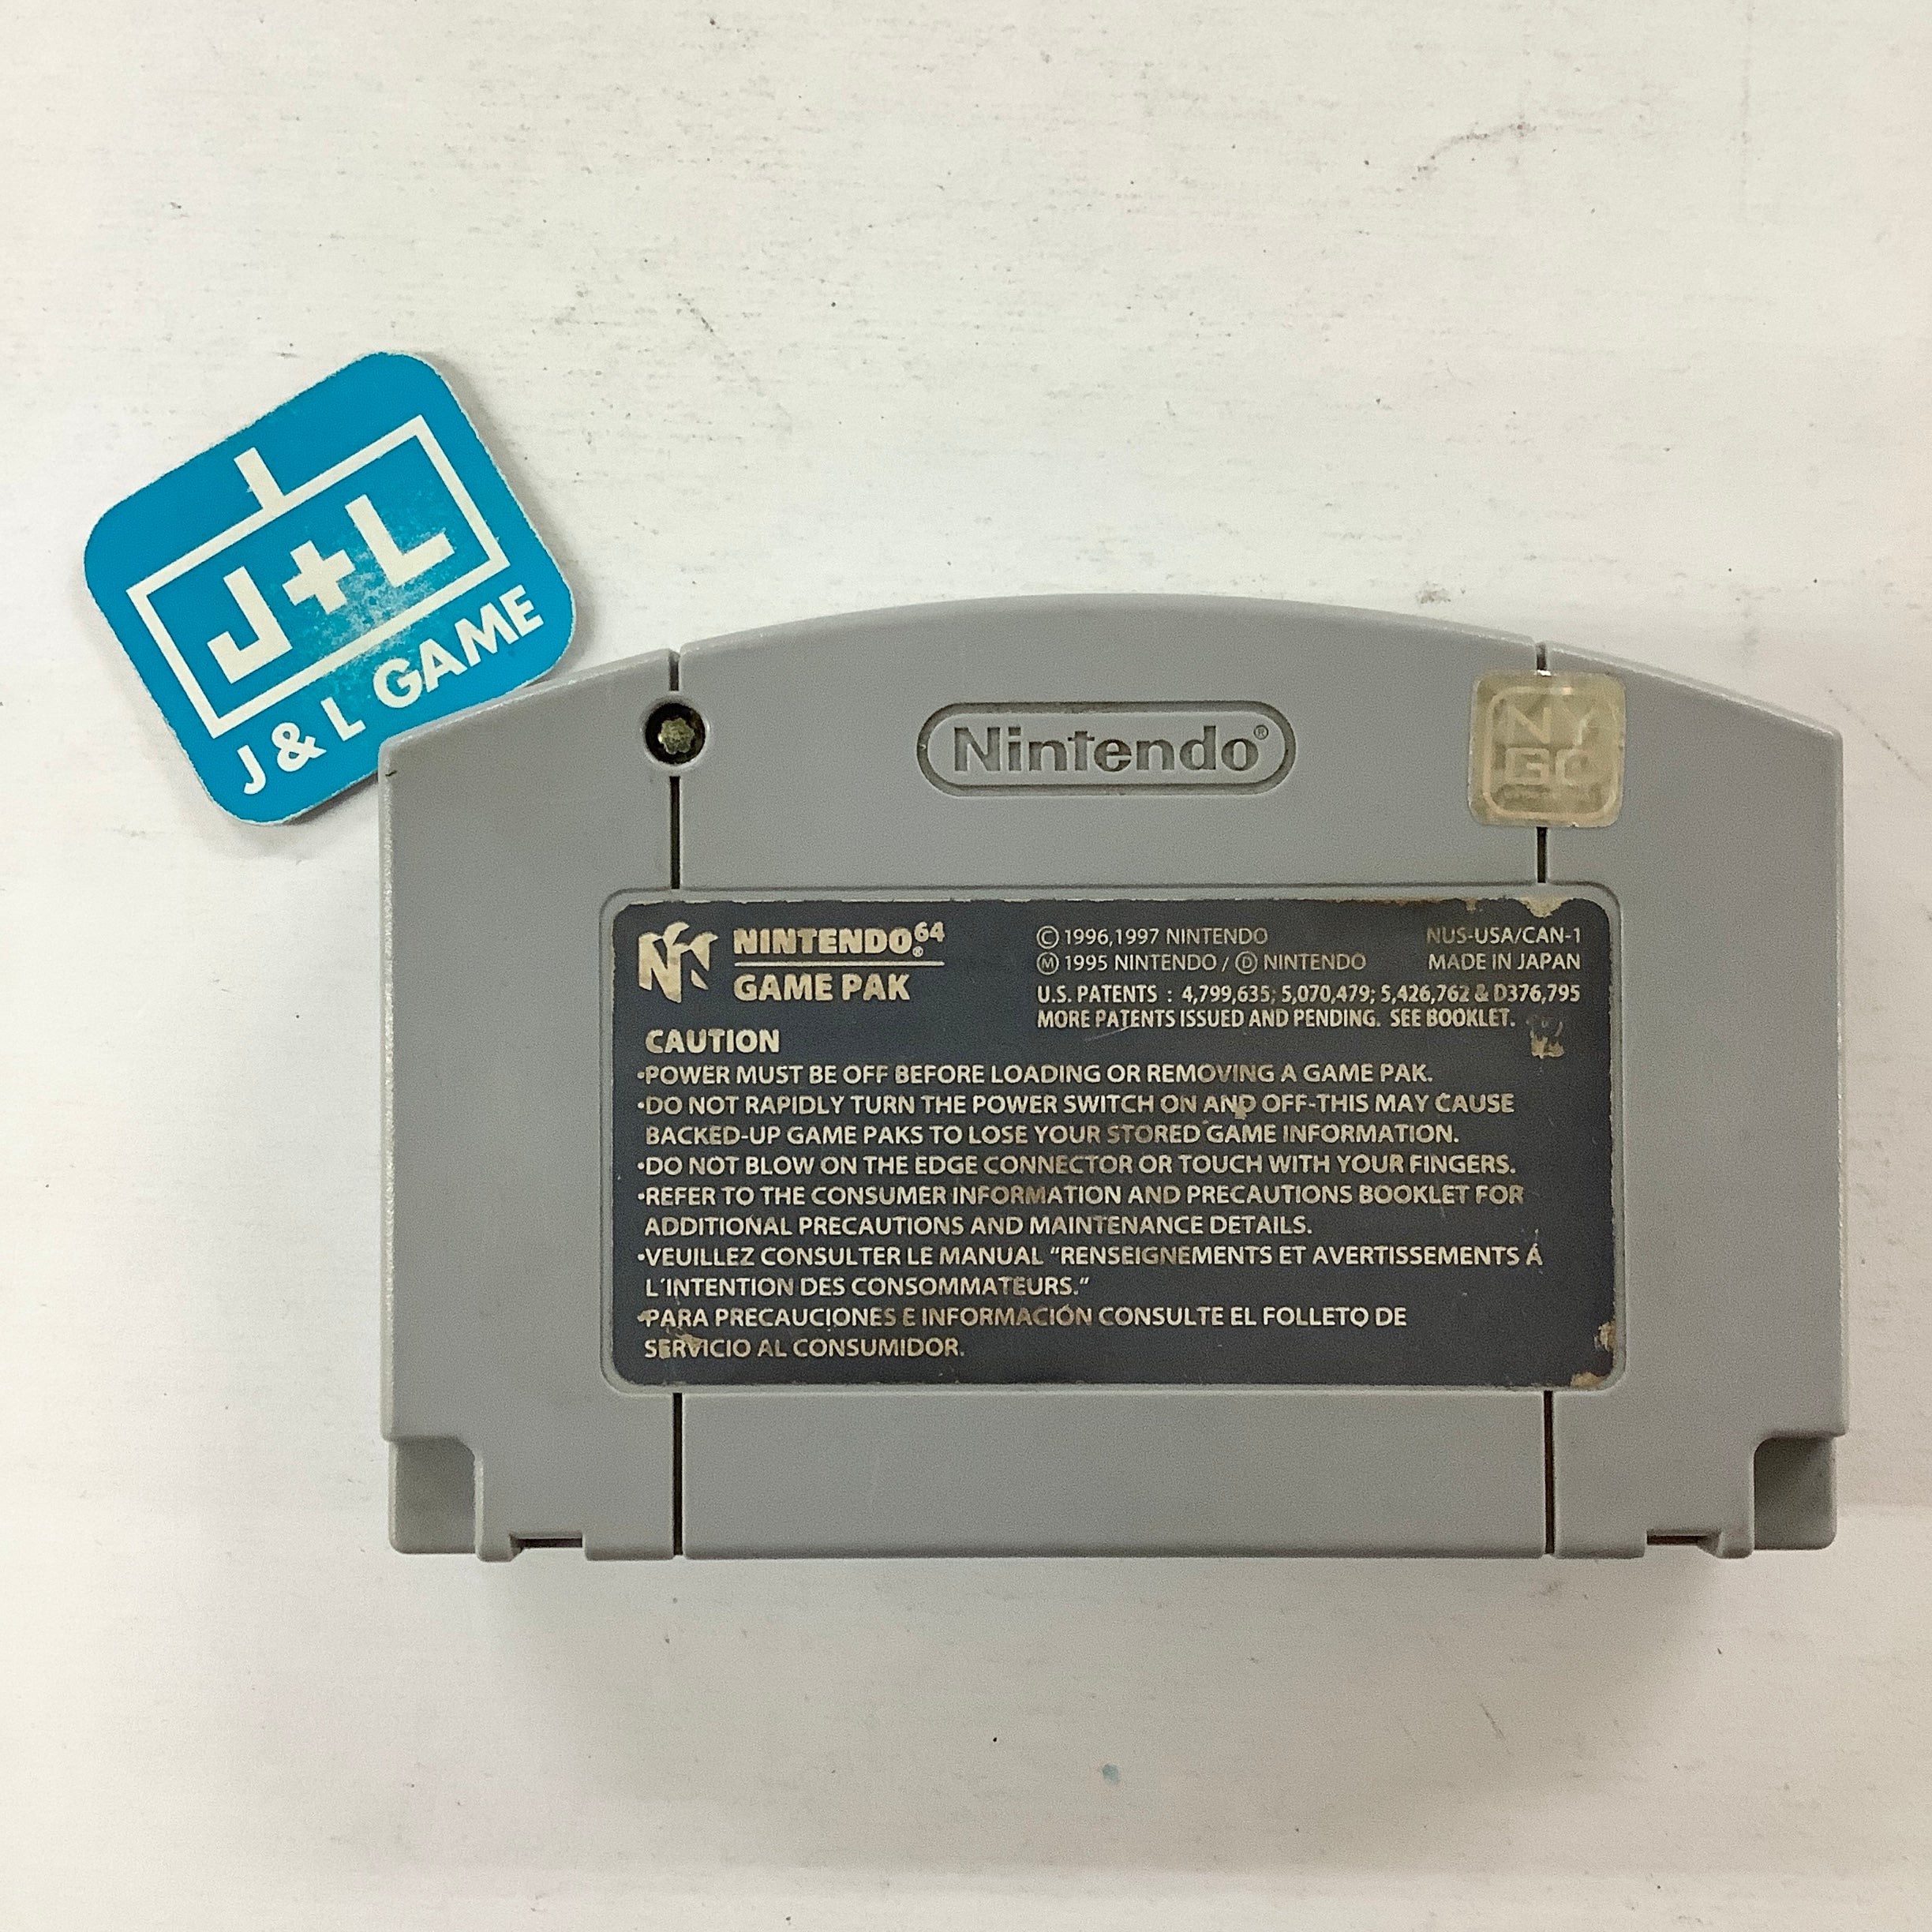 J+L
J & L GAME
Nintendo®
NY
GC
NINTENDO64®
GAME PAK
Ⓒ 1996,1997 NINTENDO
Ⓜ 1995 NINTENDO / Ⓓ NINTENDO
NUS-USA/CAN-1
MADE IN JAPAN
U.S. PATENTS : 4,799,635; 5,070,479; 5,426,762 & D376,795
MORE PATENTS ISSUED AND PENDING. SEE BOOKLET.
CAUTION
•POWER MUST BE OFF BEFORE LOADING OR REMOVING A GAME PAK.
•DO NOT RAPIDLY TURN THE POWER SWITCH ON AND OFF-THIS MAY CAUSE
BACKED-UP GAME PAKS TO LOSE YOUR STORED GAME INFORMATION.
•DO NOT BLOW ON THE EDGE CONNECTOR OR TOUCH WITH YOUR FINGERS.
•REFER TO THE CONSUMER INFORMATION AND PRECAUTIONS BOOKLET FOR
ADDITIONAL PRECAUTIONS AND MAINTENANCE DETAILS.
•VEUILLEZ CONSULTER LE MANUAL “RENSEIGNEMENTS ET AVERTISSEMENTS Á
L´INTENTION DES CONSOMMATEURS.”
•PARA PRECAUCIONES E INFORMACIÓN CONSULTE EL FOLLETO DE
SERVICIO AL CONSUMIDOR.